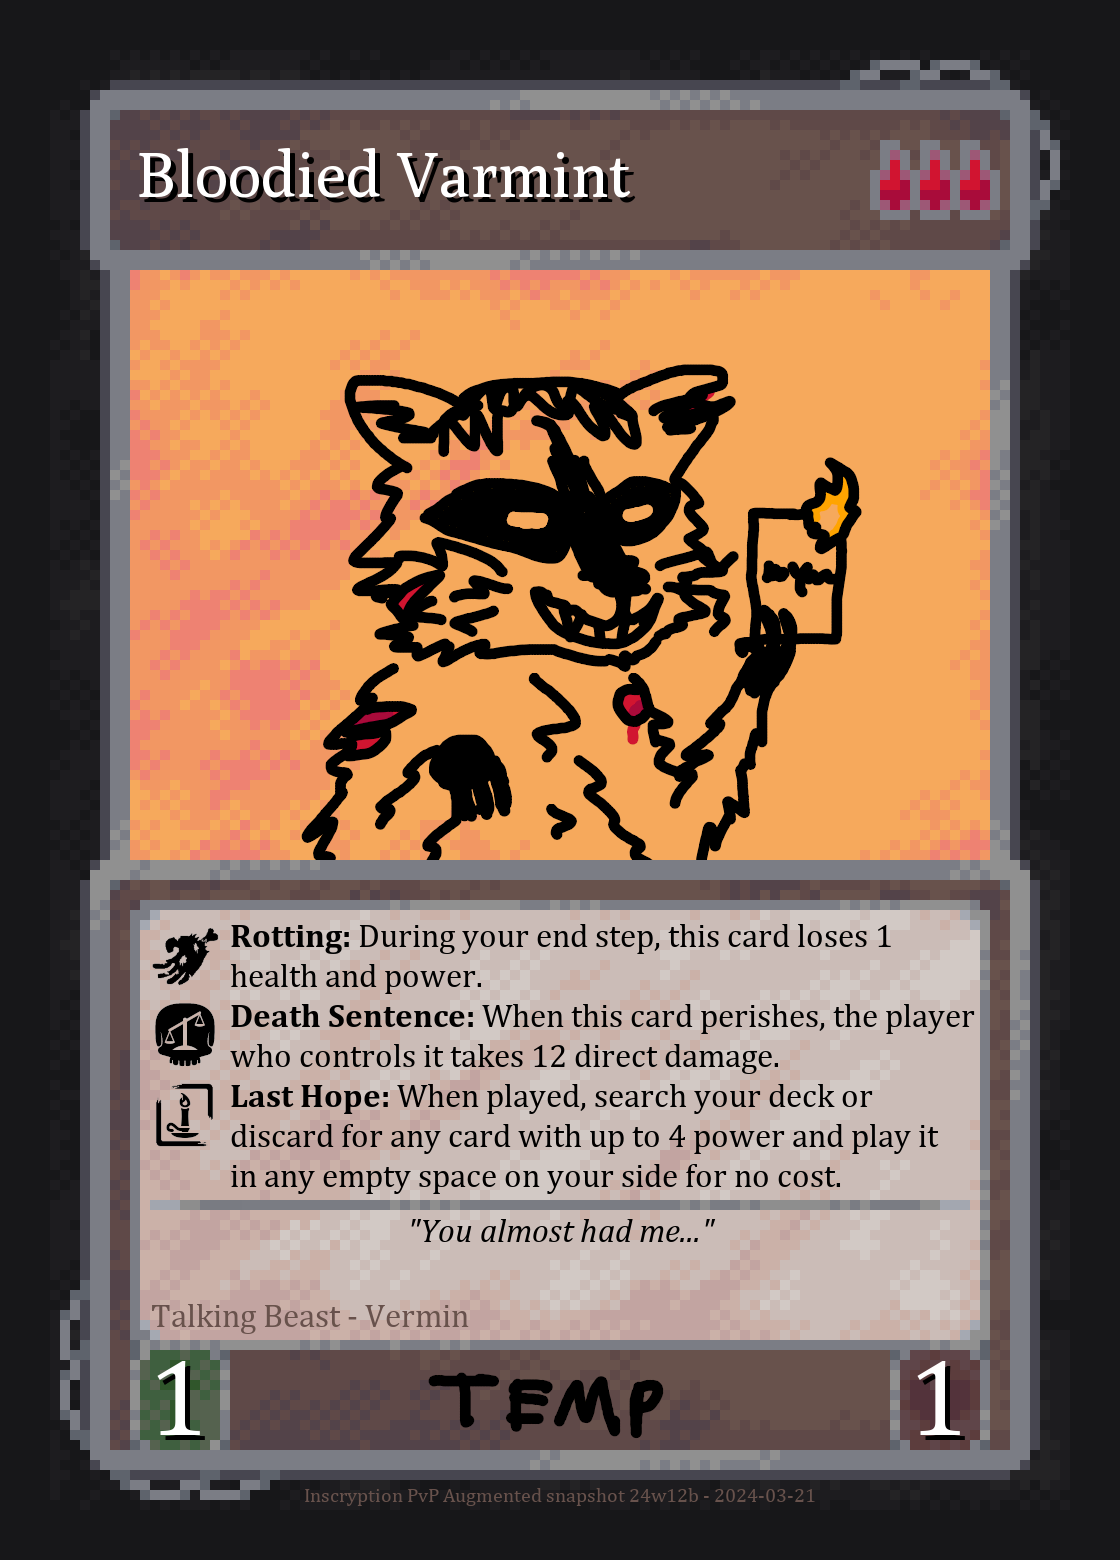 Bloodied Varmint
Rotting: During your end step, this card loses 1
health and power.
Death Sentence: When this card perishes, the player
who controls it takes 12 direct damage.
Last Hope: When played, search your deck or
discard for any card with up to 4 power and play it
in any empty space on your side for no cost.
"You almost had me..."
Talking Beast - Vermin
1 TEMP 1
Inscryption PvP Augmented snapshot 24w12b - 2024-03-21